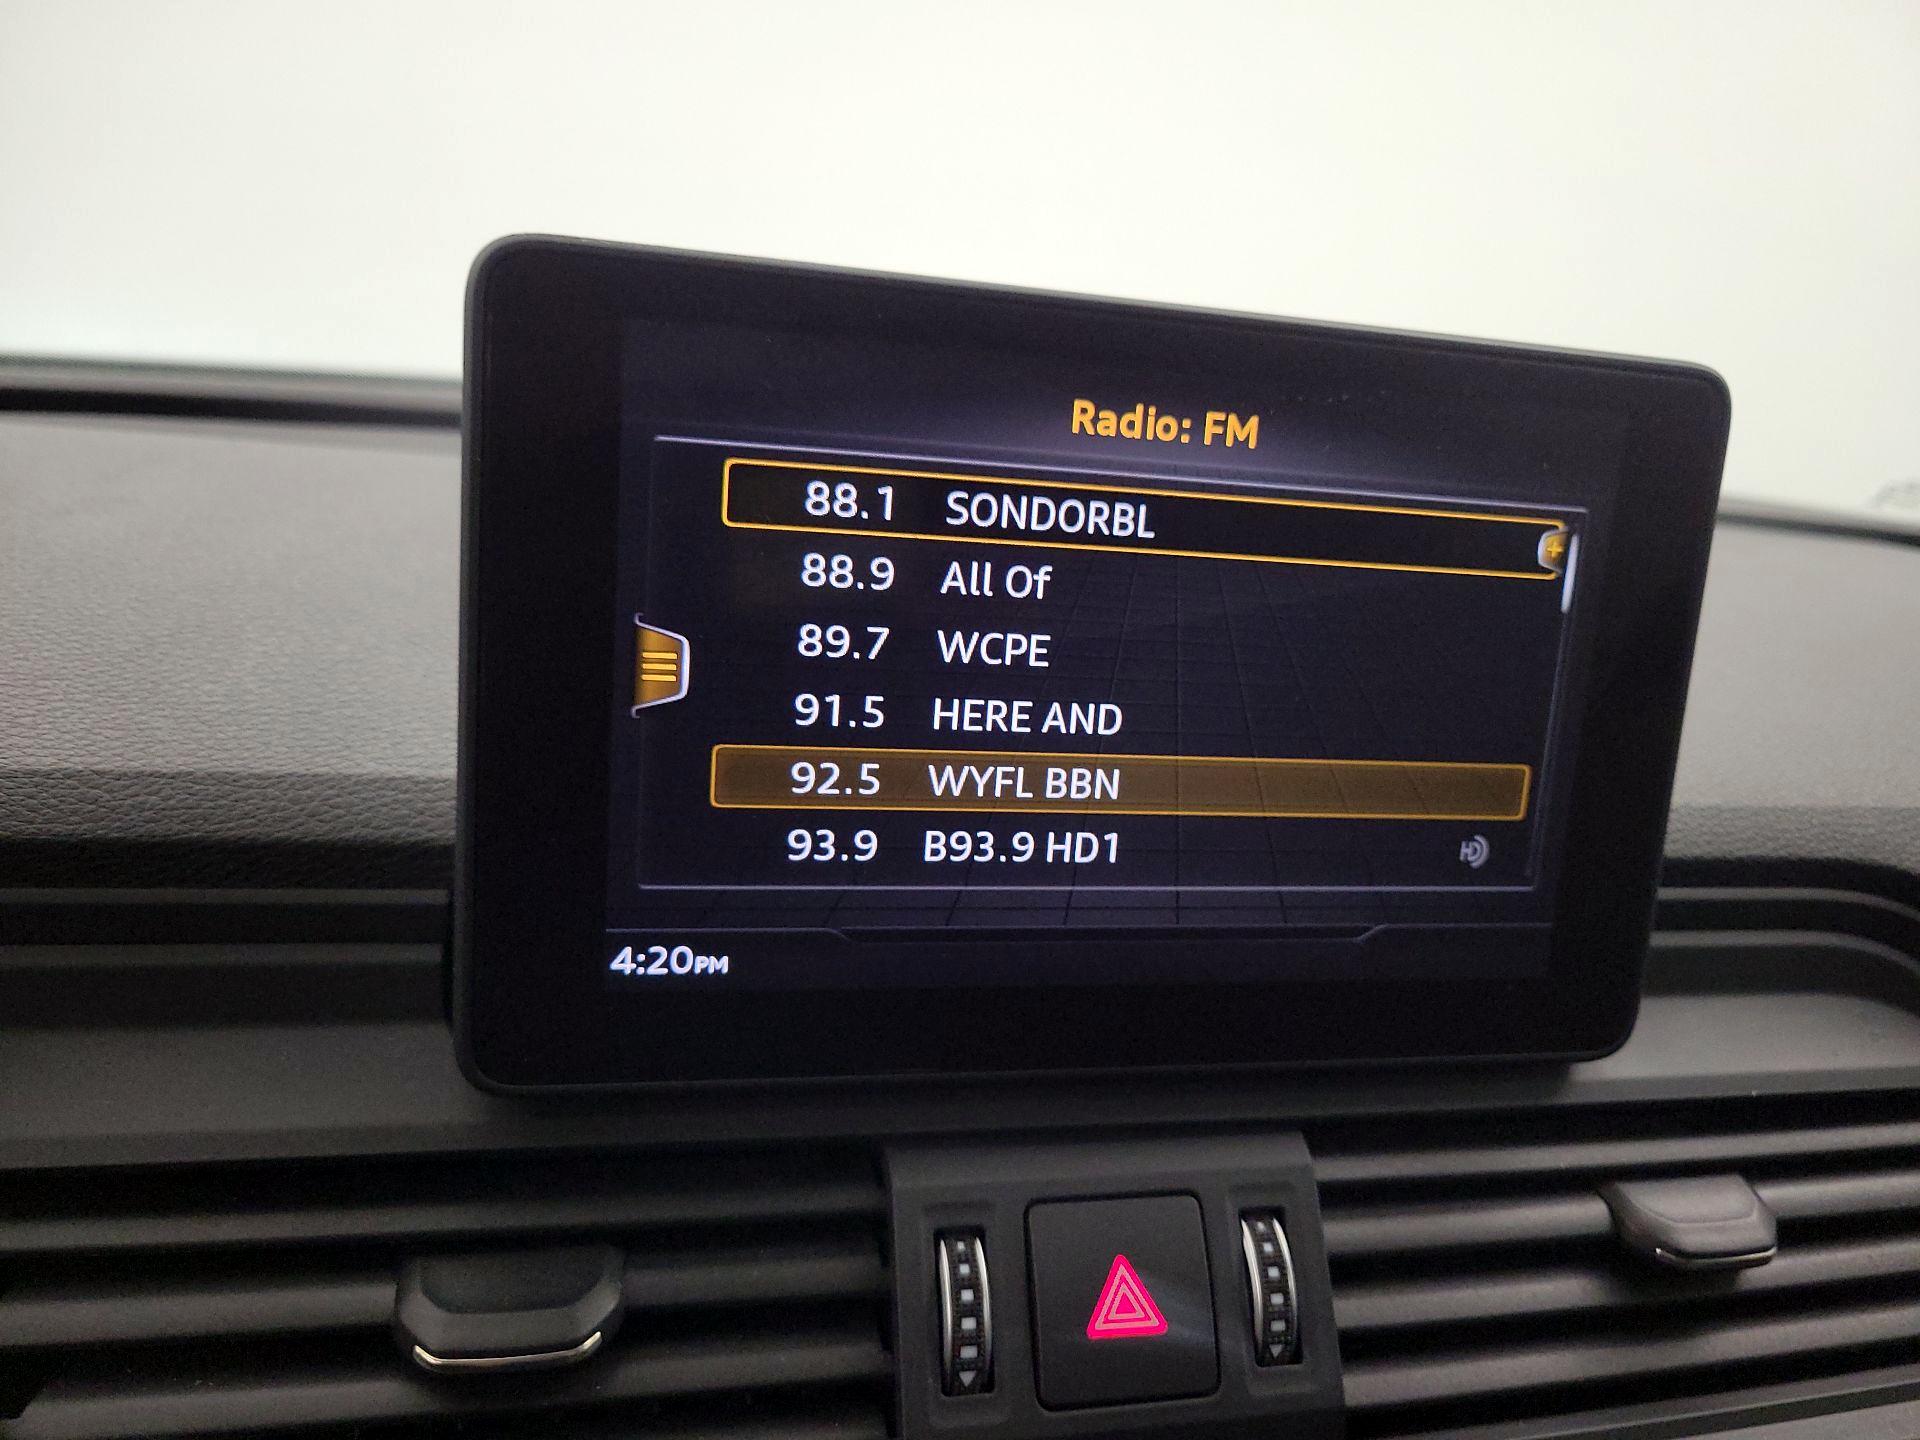 Radio: FM
88.1 SONDORBL
88.9 All Of
89.7 WCPE
91.5 HERE AND
92.5 WYFL BBN
93.9 B93.9 HD1 HD
4:20PM